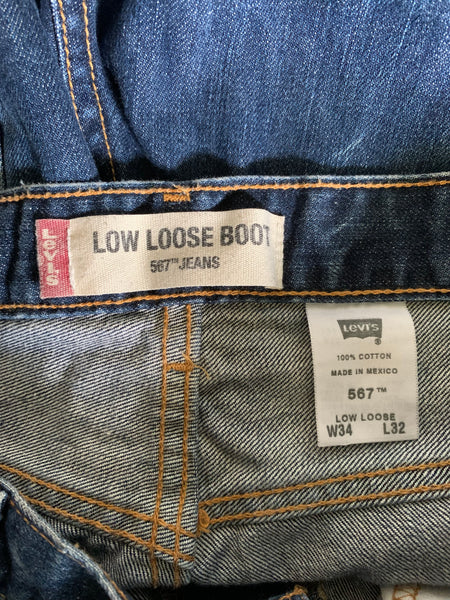 Levi's
LOW LOOSE BOOT
567™ JEANS
Levi's
®
100% COTTON
MADE IN MEXICO
567™
LOW LOOSE
W34 L32